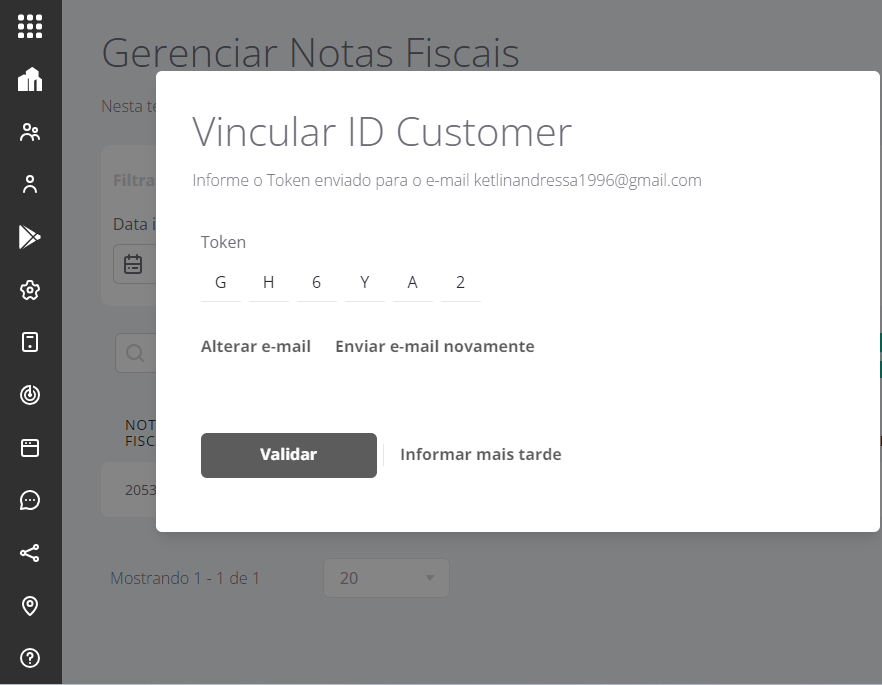 Gerenciar Notas Fiscais
Nesta te
Vincular ID Customer
Informe o Token enviado para o e-mail ketlinandressa1996@gmail.com
Filtra
Data i
Token
G H 6 Y A 2
Alterar e-mail Enviar e-mail novamente
NOT
FISC
Validar Informar mais tarde
2053
Mostrando 1 - 1 de 1 20